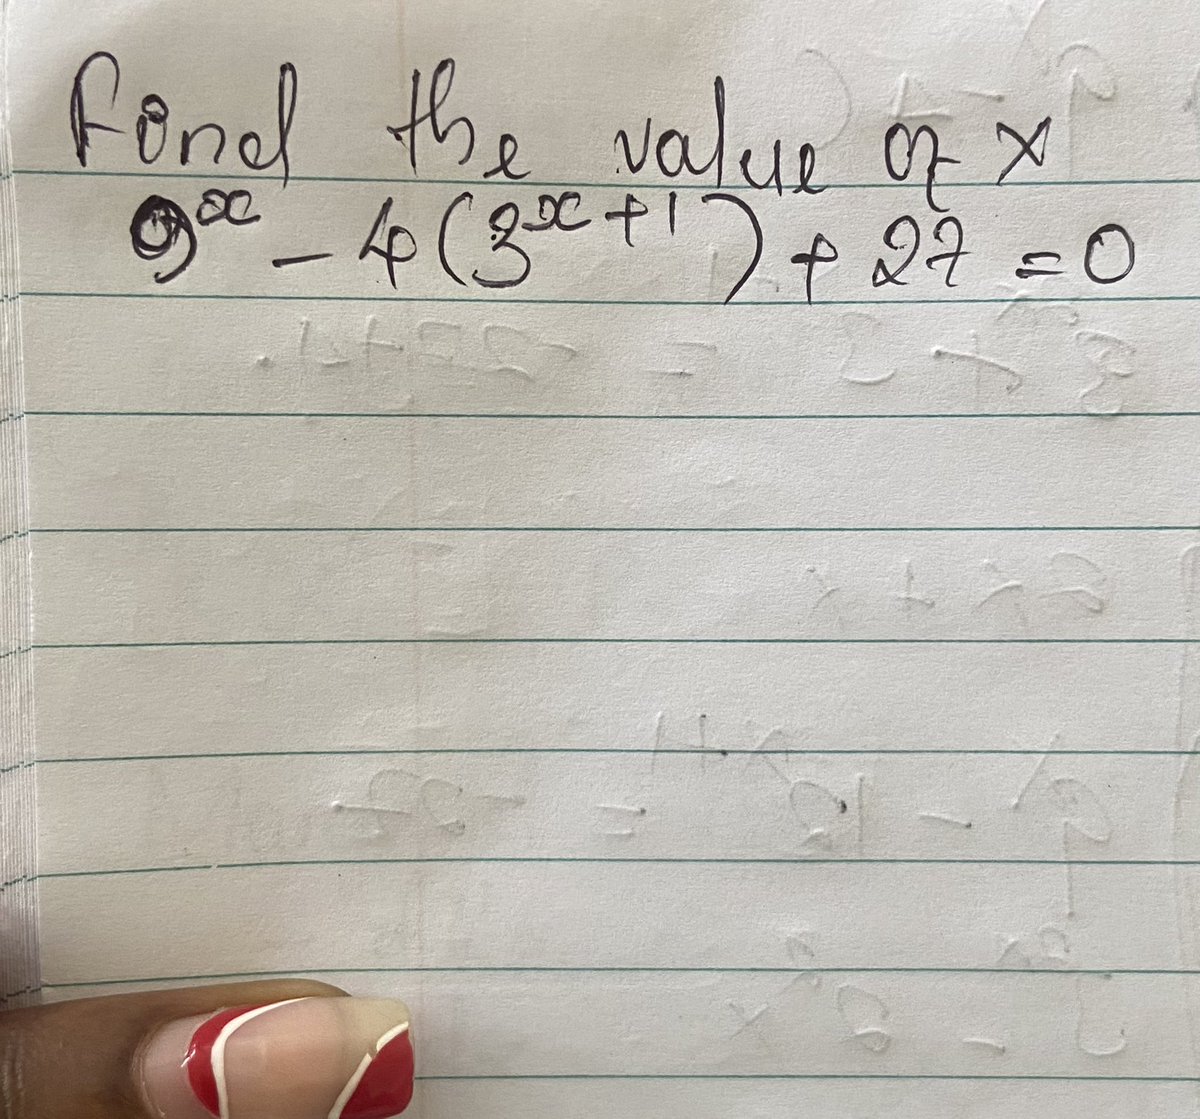 Find the value of x
9^x - 4(3^x+1) + 27 = 0